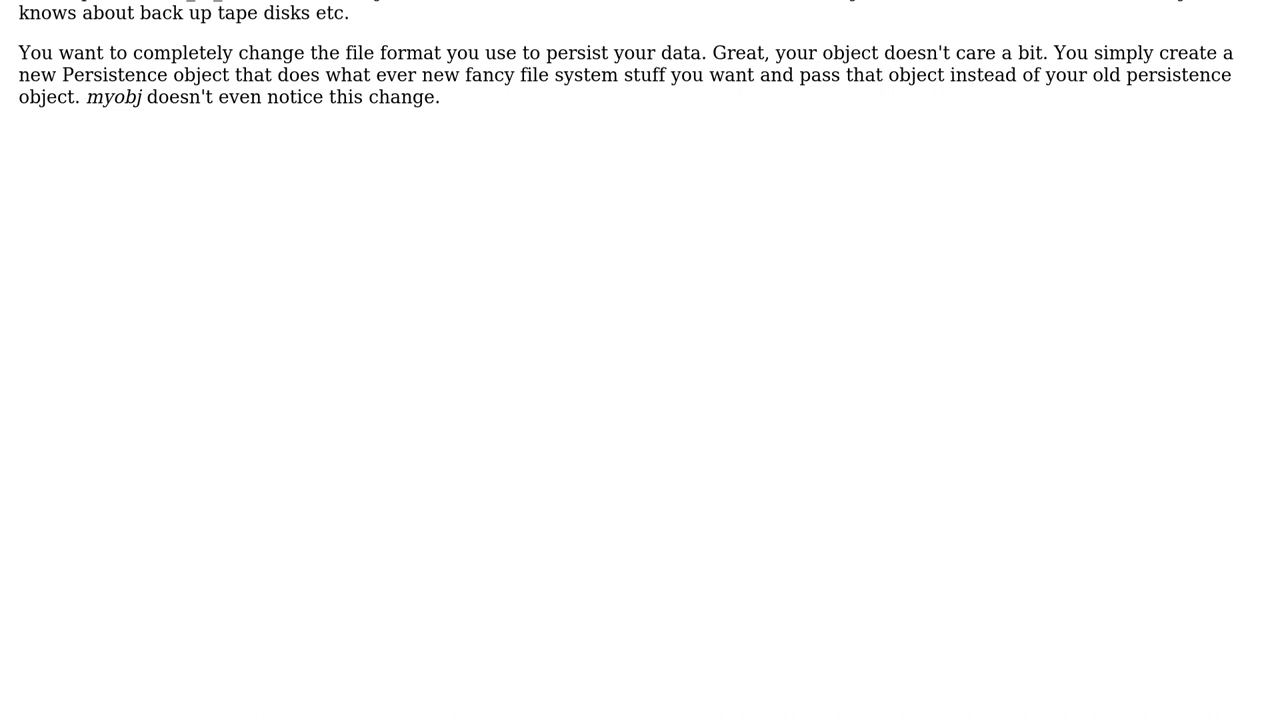 knows about back up tape disks etc.
You want to completely change the file format you use to persist your data. Great, your object doesn't care a bit. You simply create a
new Persistence object that does what ever new fancy file system stuff you want and pass that object instead of your old persistence
object. myobj doesn't even notice this change.